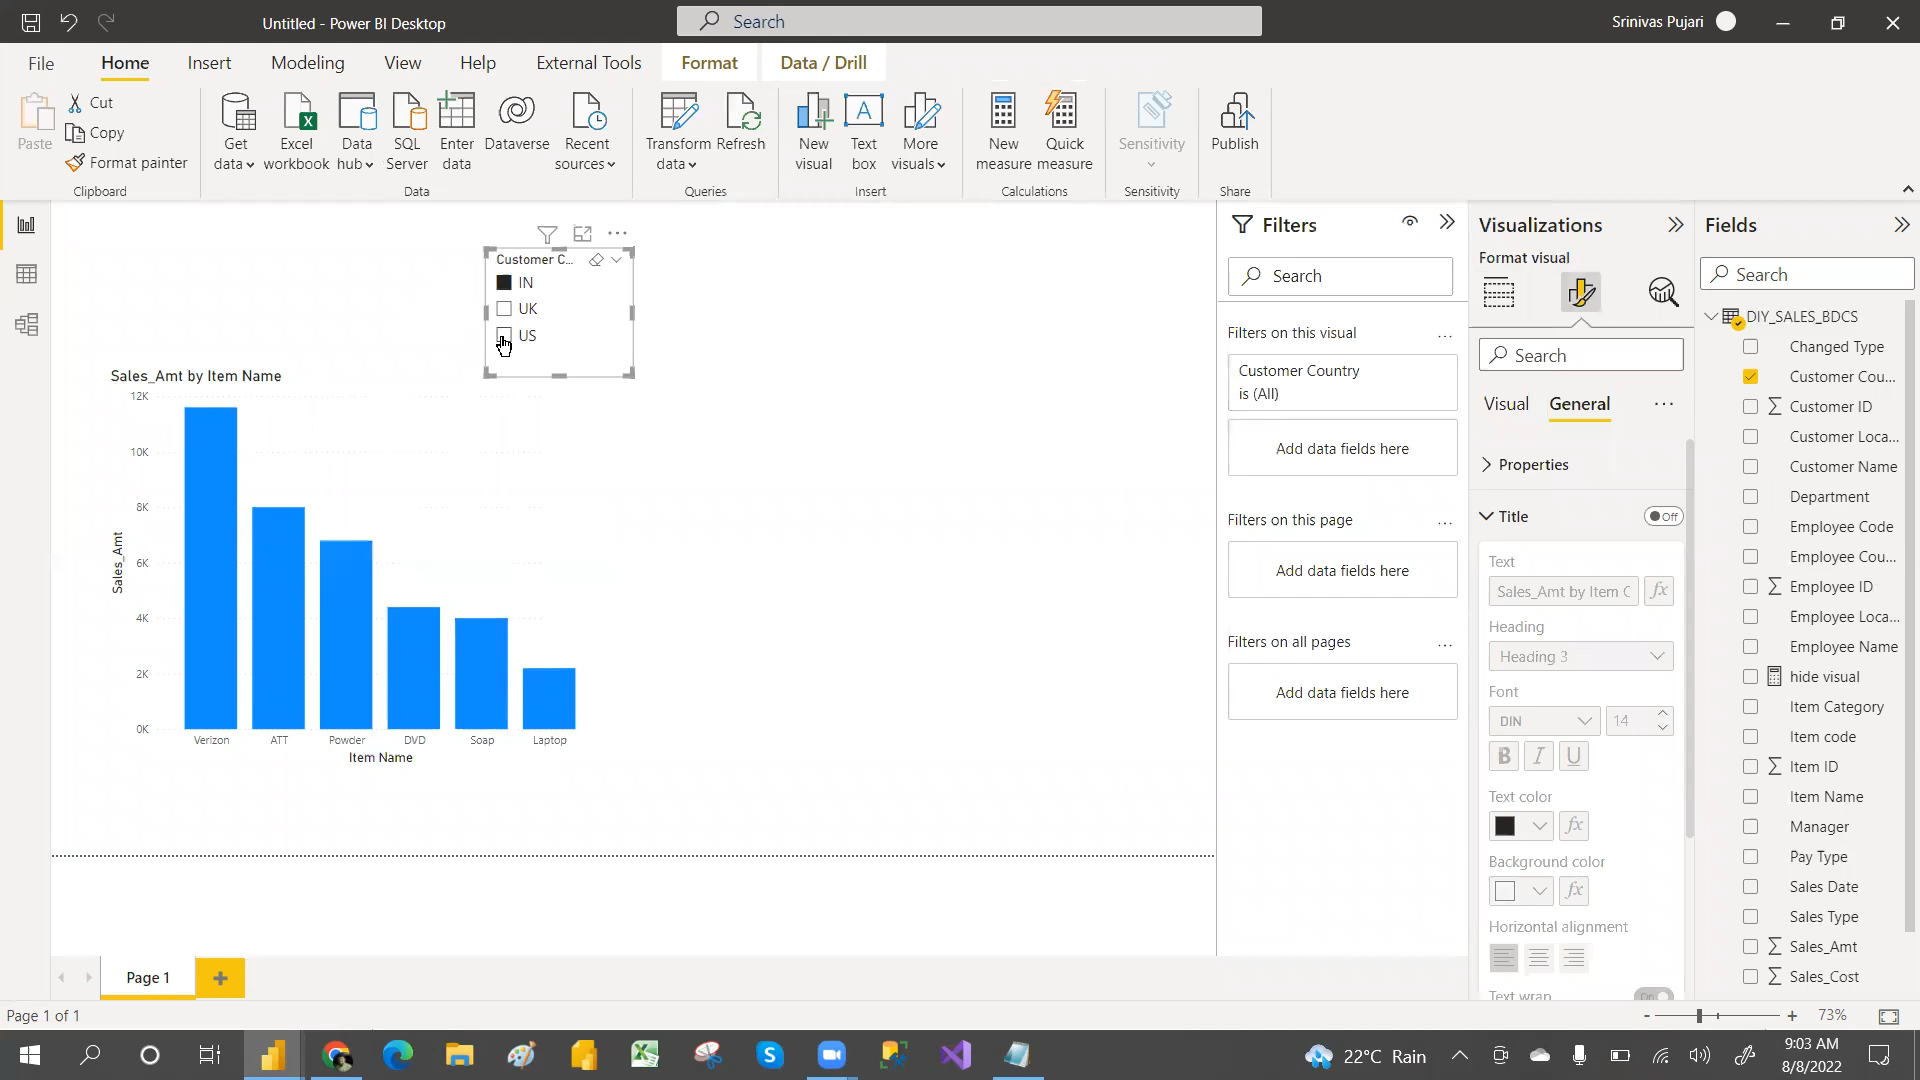 Untitled - Power BI Desktop
Search
Srinivas Pujari
File
Home
Insert
Modeling
View
Help
External Tools
Format
Data / Drill
Paste
Cut
Copy
Format painter
Clipboard
Get data
Excel workbook
Data hub
SQL Server
Enter data
Dataverse
Recent sources
Data
Transform data
Refresh
Queries
New visual
Text box
More visuals
Insert
New measure
Quick measure
Calculations
Sensitivity
Sensitivity
Publish
Share
Customer C...
IN
UK
US
Sales_Amt by Item Name
12K
10K
8K
6K
4K
2K
0K
Sales_Amt
Verizon
ATT
Powder
DVD
Soap
Laptop
Item Name
Filters
Search
Filters on this visual
...
Customer Country
is (All)
Add data fields here
Filters on this page
...
Add data fields here
Filters on all pages
...
Add data fields here
Visualizations
Format visual
Search
Visual
General
...
Properties
Title
Off
Text
Sales_Amt by Item C
fx
Heading
Heading 3
Font
DIN
14
B
I
U
Text color
fx
Background color
fx
Horizontal alignment
Text wrap
On
Fields
Search
DIY_SALES_BDCS
Changed Type
Customer Cou...
Customer ID
Customer Loca...
Customer Name
Department
Employee Code
Employee Cou...
Employee ID
Employee Loca...
Employee Name
hide visual
Item Category
Item code
Item ID
Item Name
Manager
Pay Type
Sales Date
Sales Type
Sales_Amt
Sales_Cost
Page 1
Page 1 of 1
- + 73%
22°C Rain
9:03 AM
8/8/2022